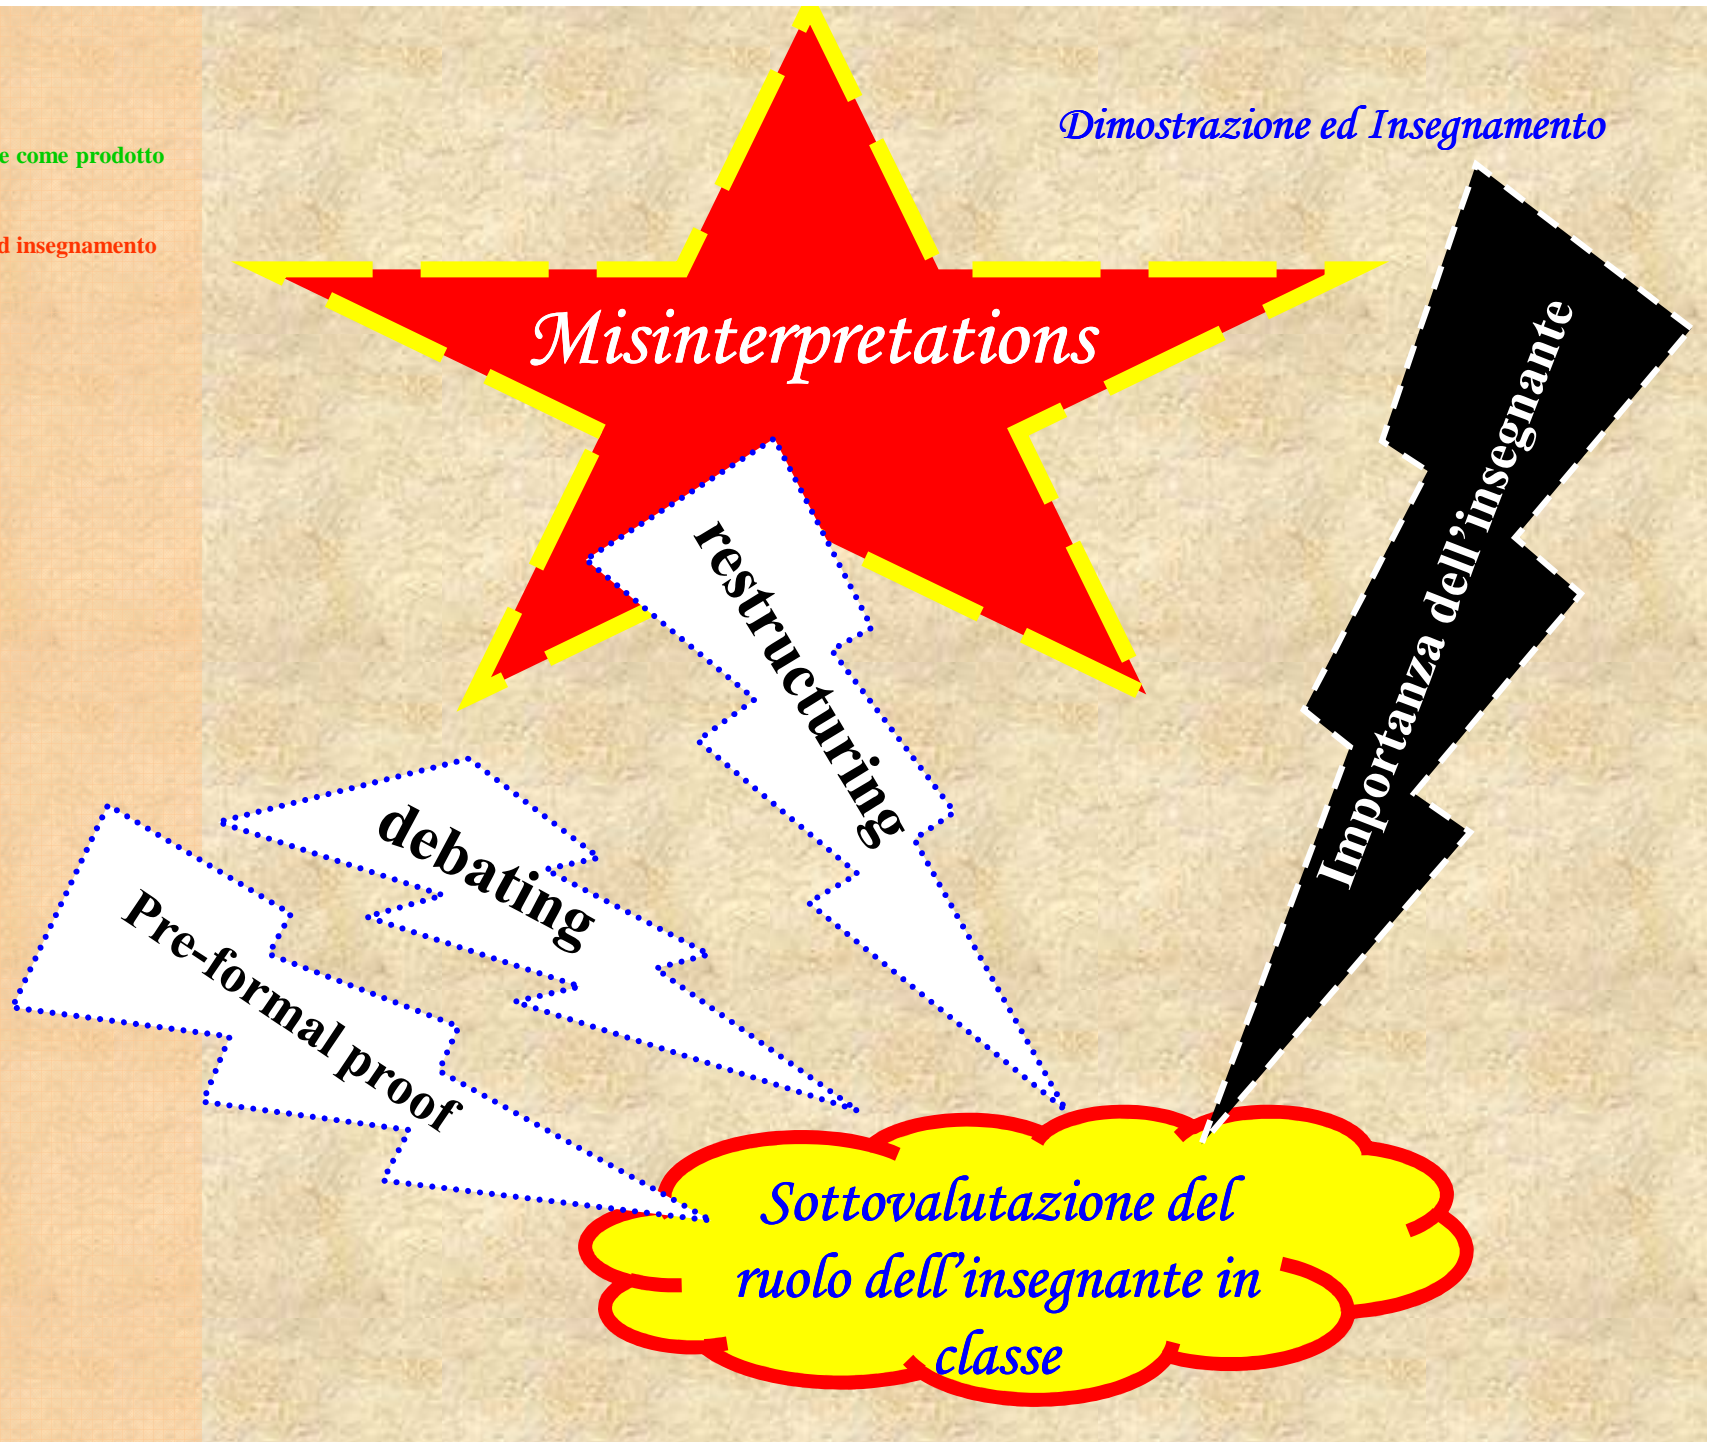 Dimostrazione ed Insegnamento
e come prodotto
d insegnamento
Misinterpretations
Importanza dell’insegnante
restructuring
debating
Pre-formal proof
Sottovalutazione del
ruolo dell’insegnante in
classe